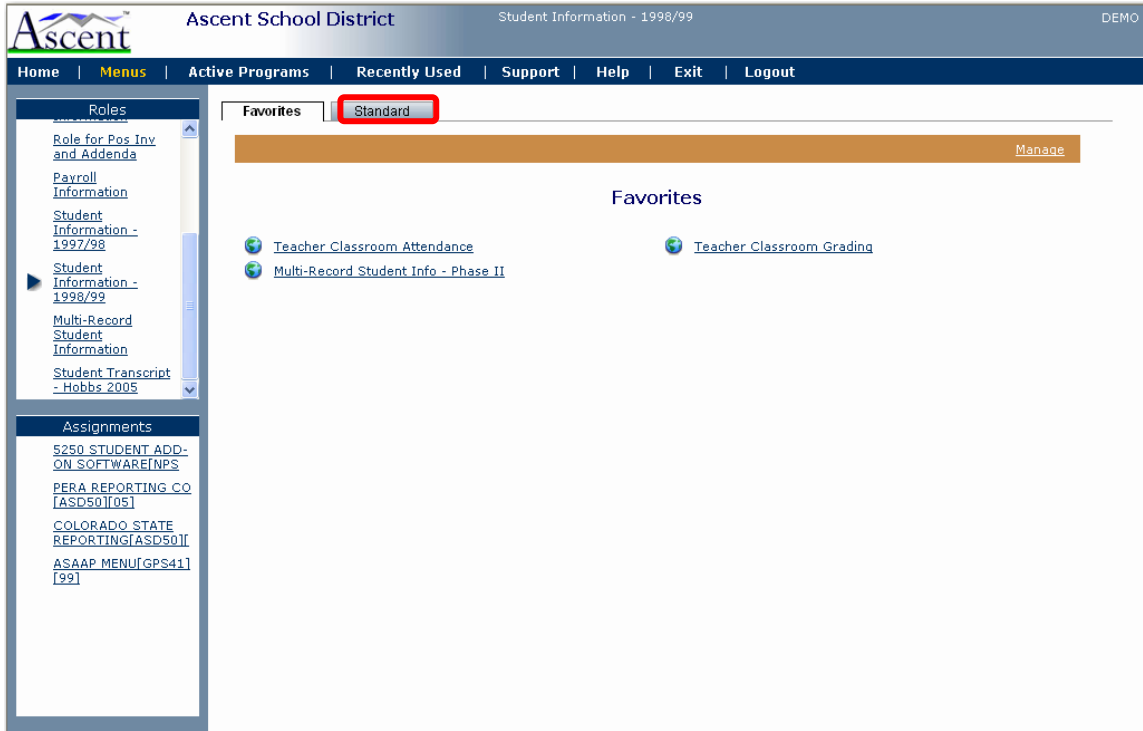 Ascent™
Ascent School District
Student Information - 1998/99
DEMO
Home | Menus | Active Programs | Recently Used | Support | Help | Exit | Logout
Roles
Information
Role for Pos Inv
and Addenda
Payroll
Information
Student
Information -
1997/98
Student
Information -
1998/99
Multi-Record
Student
Information
Student Transcript
- Hobbs 2005
Assignments
5250 STUDENT ADD-
ON SOFTWARE[NPS
PERA REPORTING CO
[ASD50][05]
COLORADO STATE
REPORTING[ASD50][
ASAAP MENU[GPS41]
[99]
Favorites
Standard
Manage
Favorites
Teacher Classroom Attendance
Teacher Classroom Grading
Multi-Record Student Info - Phase II